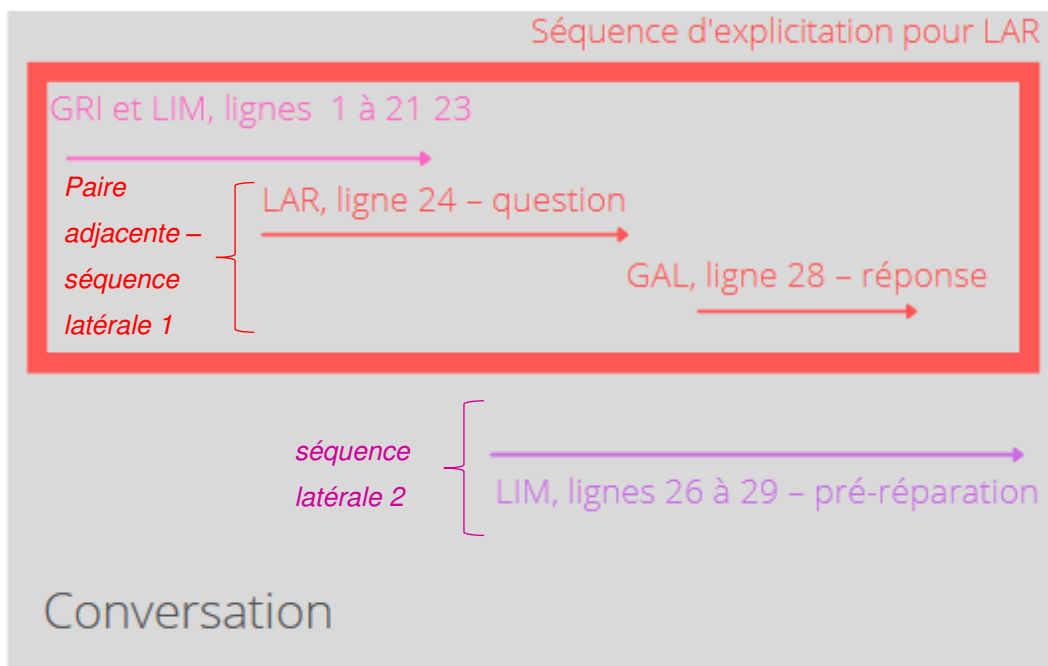 Séquence d'explicitation pour LAR
GRI et LIM, lignes 1 à 21 23
Paire
adjacente –
séquence
latérale 1
LAR, ligne 24 – question
GAL, ligne 28 – réponse
séquence
latérale 2
LIM, lignes 26 à 29 – pré-réparation
Conversation